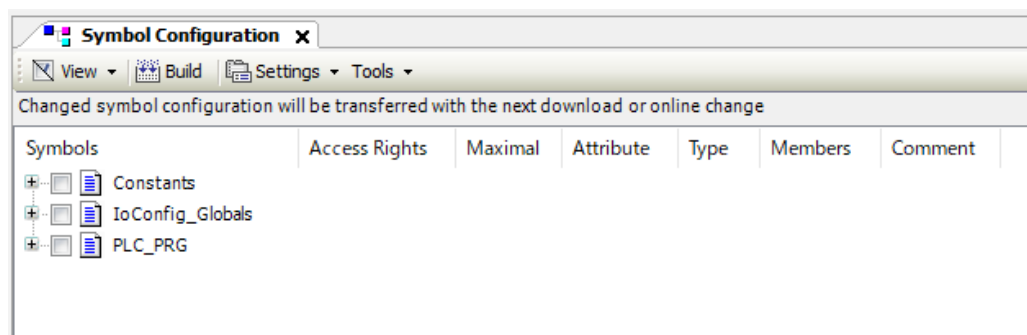 Symbol Configuration
View Build Settings Tools
Changed symbol configuration will be transferred with the next download or online change
Symbols Access Rights Maximal Attribute Type Members Comment
Constants
IoConfig_Globals
PLC_PRG